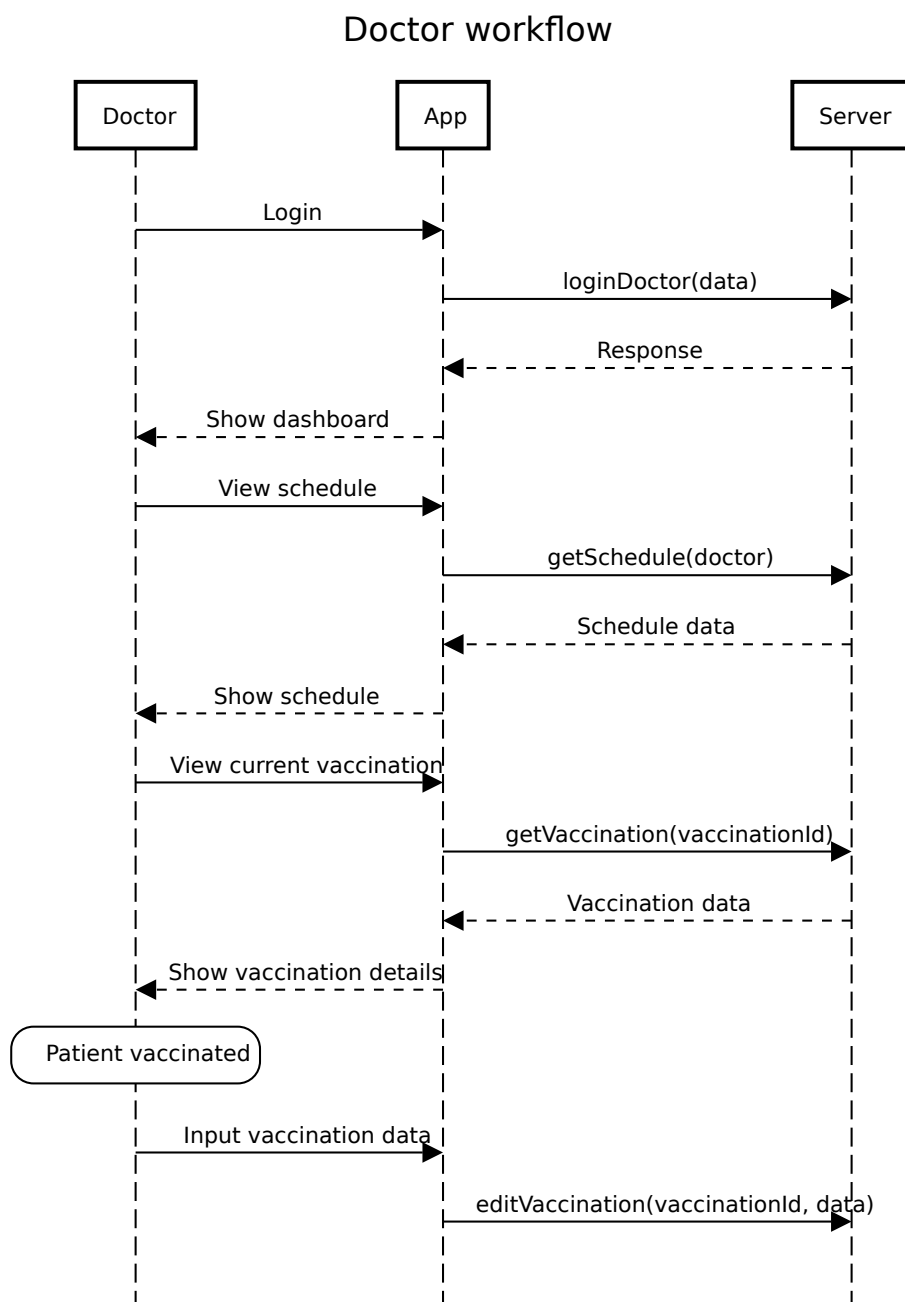 Doctor workflow
Doctor
App
Server
Login
loginDoctor(data)
Response
Show dashboard
View schedule
getSchedule(doctor)
Schedule data
Show schedule
View current vaccination
getVaccination(vaccinationId)
Vaccination data
Show vaccination details
Patient vaccinated
Input vaccination data
editVaccination(vaccinationId, data)